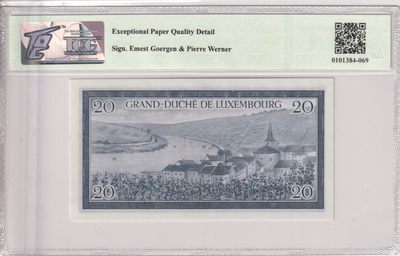 ICG
Exceptional Paper Quality Detail
Sign. Ernest Goergen & Pierre Werner
0101384-069
20 GRAND-DUCHÉ DE LUXEMBOURG 20
20 20